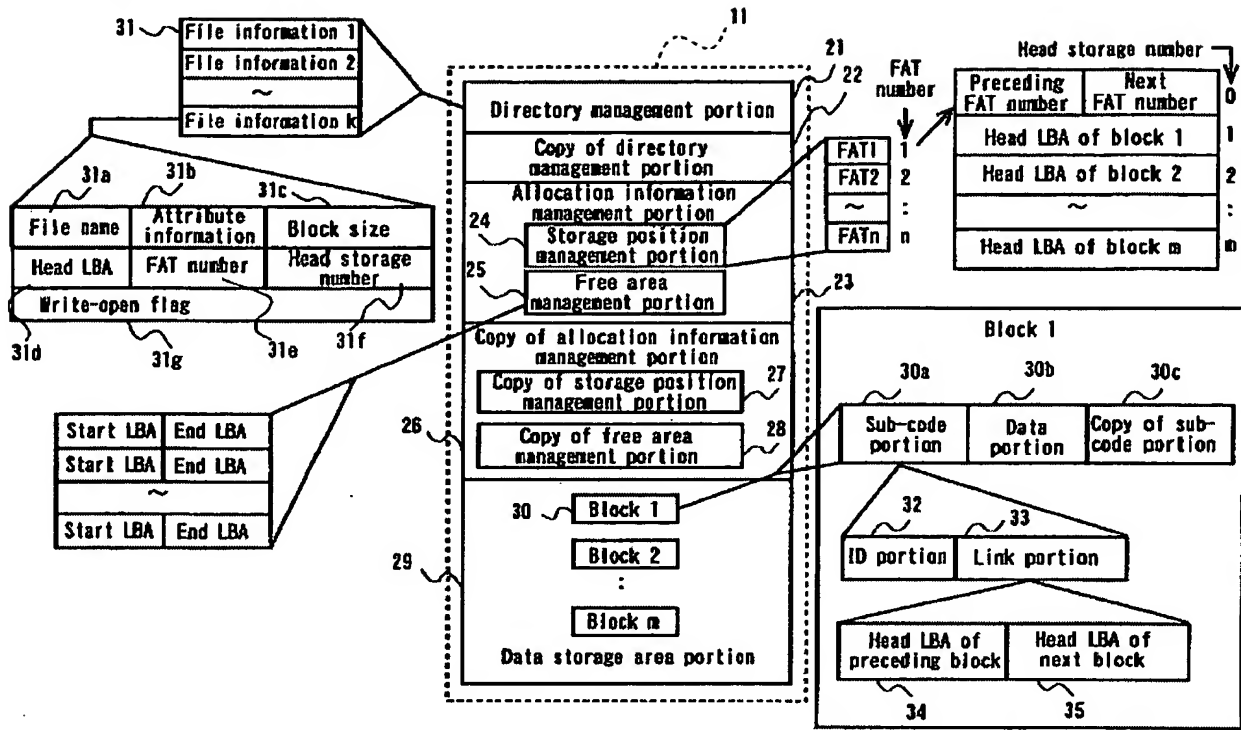 31
File information 1
File information 2
~
File information k
31a
31b
31c
File name
Attribute information
Block size
Head LBA
FAT number
Head storage number
Write-open flag
31d
31g
31e
31f
Start LBA
End LBA
Start LBA
End LBA
~
Start LBA
End LBA
11
21
22
Directory management portion
Copy of directory management portion
Allocation information management portion
24
Storage position management portion
25
Free area management portion
23
Copy of allocation information management portion
Copy of storage position management portion
27
26
Copy of free area management portion
28
30
Block 1
29
Block 2
:
Block m
Data storage area portion
FAT number
FAT1
1
FAT2
2
~
:
FATn
n
Head storage number
Preceding FAT number
Next FAT number
0
Head LBA of block 1
1
Head LBA of block 2
2
~
:
Head LBA of block m
m
Block 1
30a
30b
30c
Sub-code portion
Data portion
Copy of sub-code portion
32
33
ID portion
Link portion
Head LBA of preceding block
Head LBA of next block
34
35